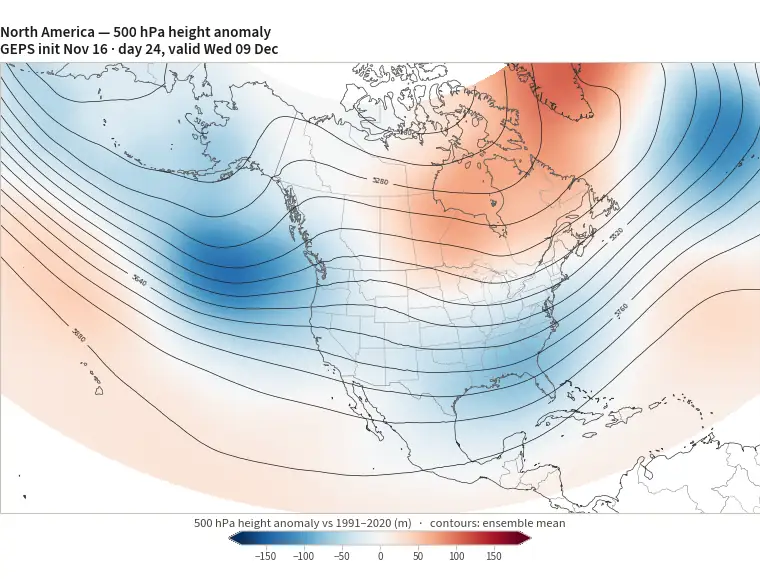 North America — 500 hPa height anomaly
GEPS init Nov 16 · day 24, valid Wed 09 Dec
5280
5520
5640
5760
5880
500 hPa height anomaly vs 1991–2020 (m) · contours: ensemble mean
−150 −100 −50 0 50 100 150